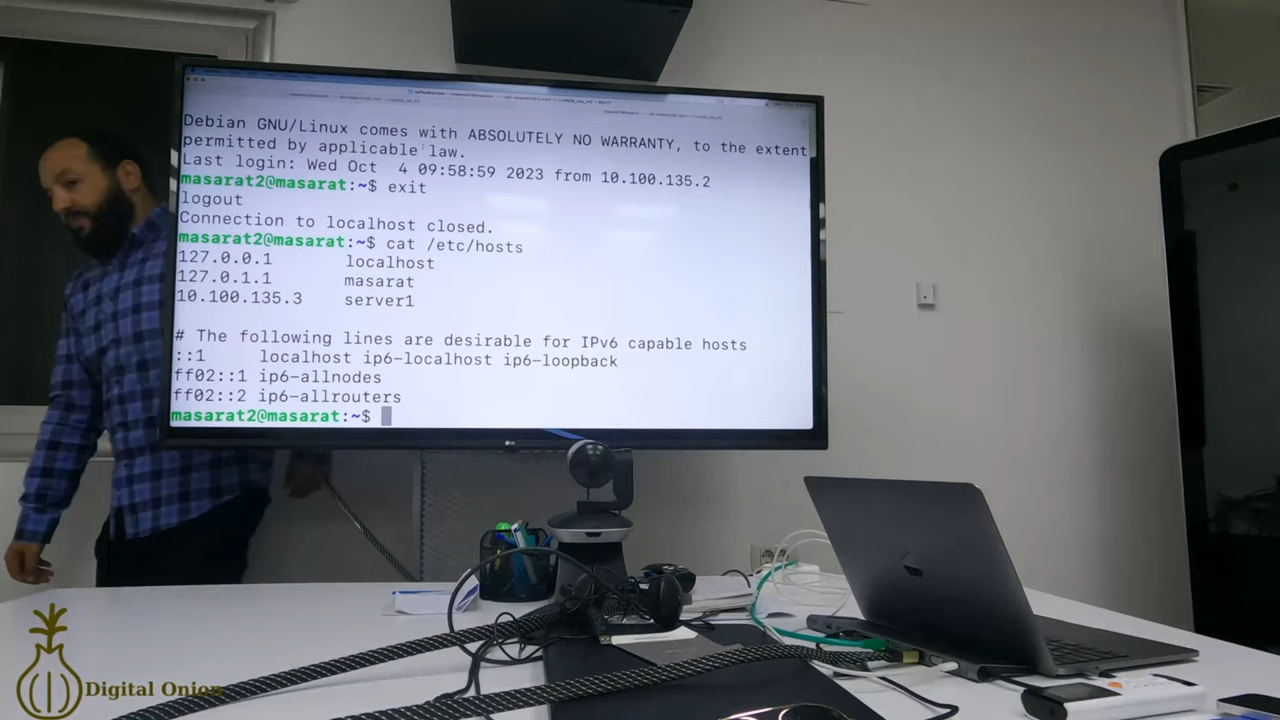 Debian GNU/Linux comes with ABSOLUTELY NO WARRANTY, to the extent
permitted by applicable law.
Last login: Wed Oct  4 09:58:59 2023 from 10.100.135.2
masarat2@masarat:~$ exit
logout
Connection to localhost closed.
masarat2@masarat:~$ cat /etc/hosts
127.0.0.1       localhost
127.0.1.1       masarat
10.100.135.3    server1
# The following lines are desirable for IPv6 capable hosts
::1     localhost ip6-localhost ip6-loopback
ff02::1 ip6-allnodes
ff02::2 ip6-allrouters
masarat2@masarat:~$
LG
Digital Onion